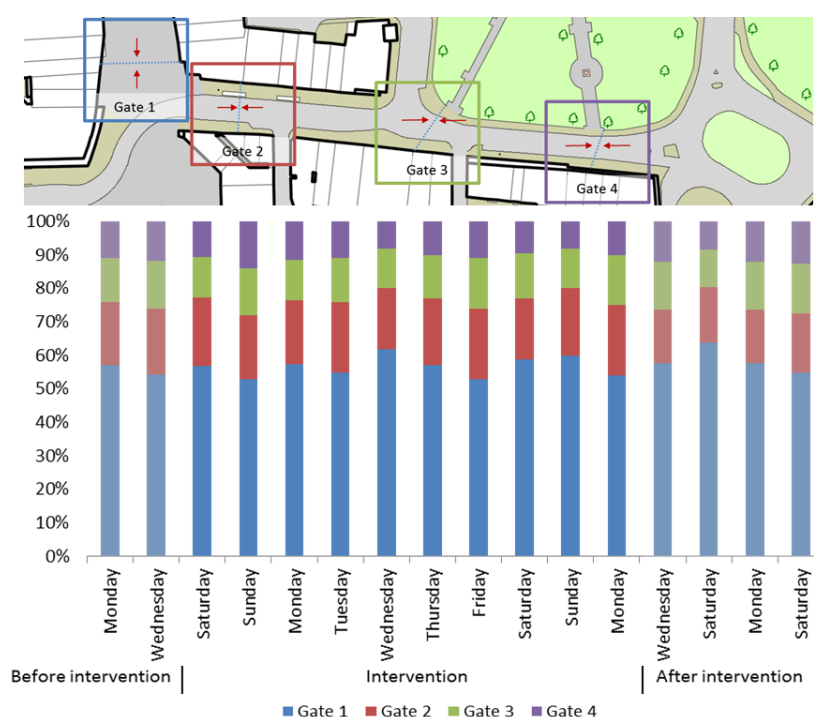 Gate 1
Gate 2
Gate 3
Gate 4
100%
90%
80%
70%
60%
50%
40%
30%
20%
10%
0%
Monday
Wednesday
Saturday
Sunday
Monday
Tuesday
Wednesday
Thursday
Friday
Saturday
Sunday
Monday
Wednesday
Saturday
Monday
Saturday
Before intervention
Intervention
After intervention
Gate 1 Gate 2 Gate 3 Gate 4